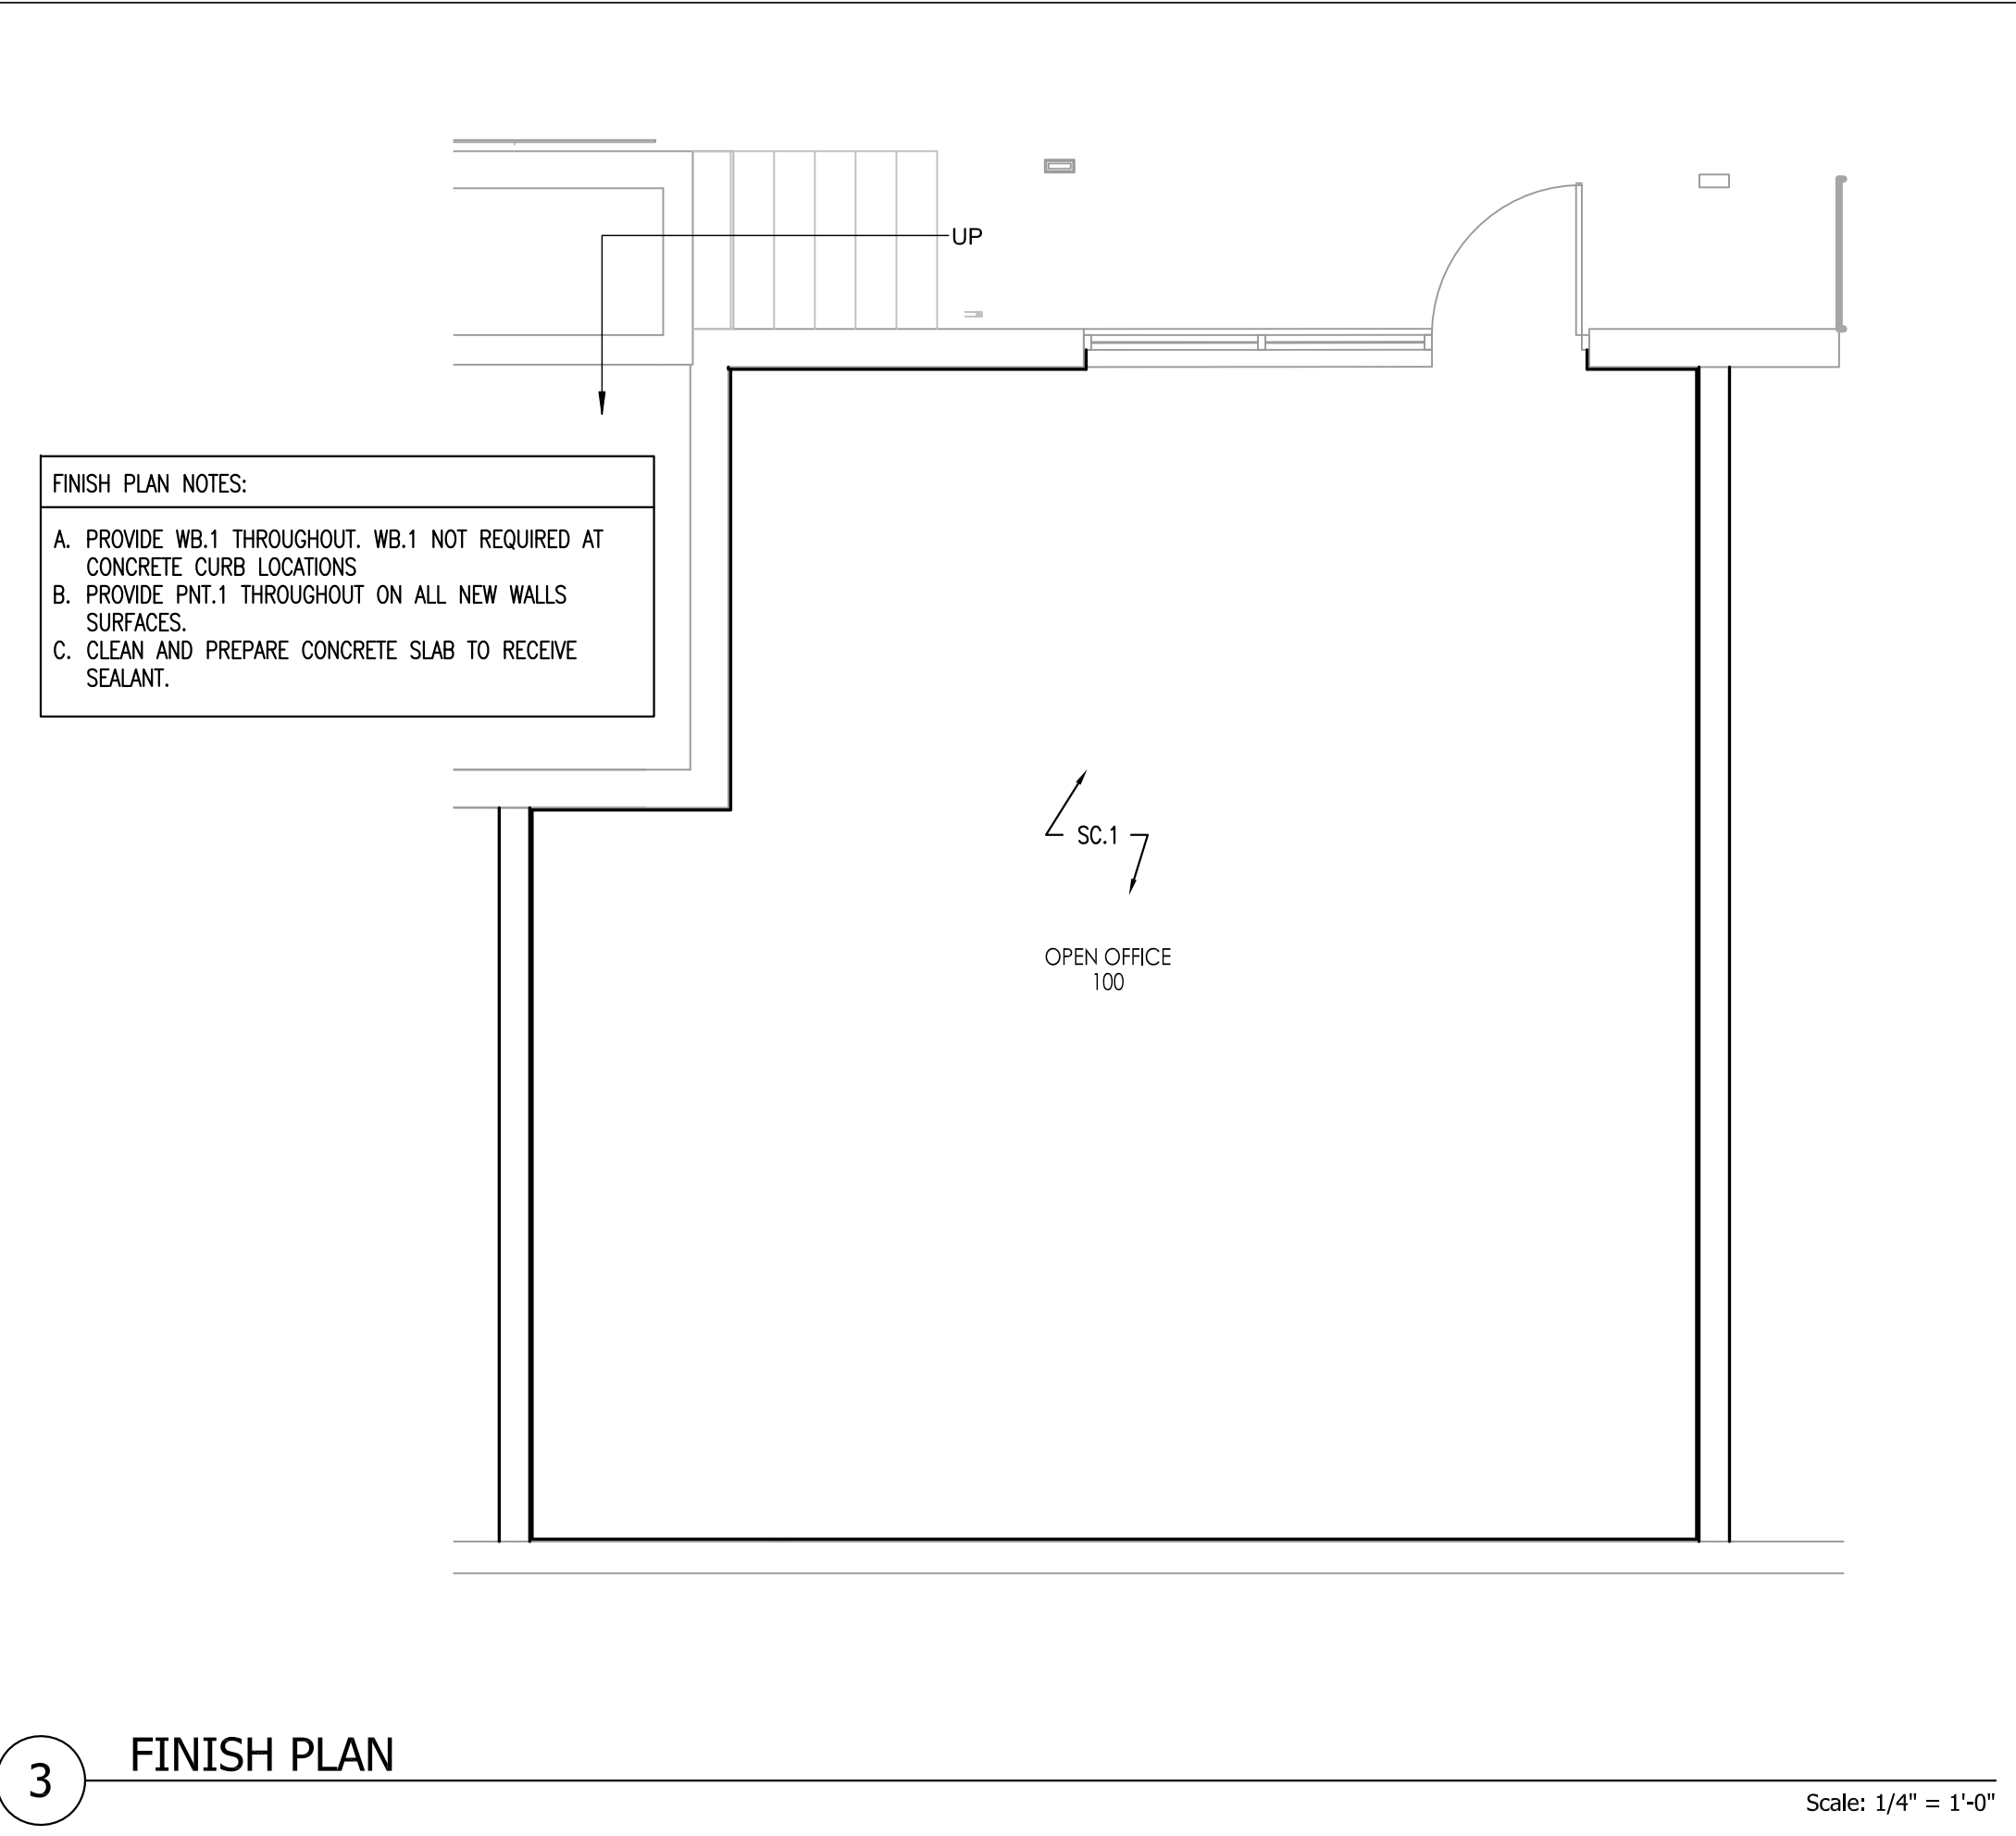 UP
FINISH PLAN NOTES:
A. PROVIDE WB.1 THROUGHOUT. WB.1 NOT REQUIRED AT
CONCRETE CURB LOCATIONS
B. PROVIDE PNT.1 THROUGHOUT ON ALL NEW WALLS
SURFACES.
C. CLEAN AND PREPARE CONCRETE SLAB TO RECEIVE
SEALANT.
SC.1
OPEN OFFICE
100
3
FINISH PLAN
Scale: 1/4" = 1'-0"